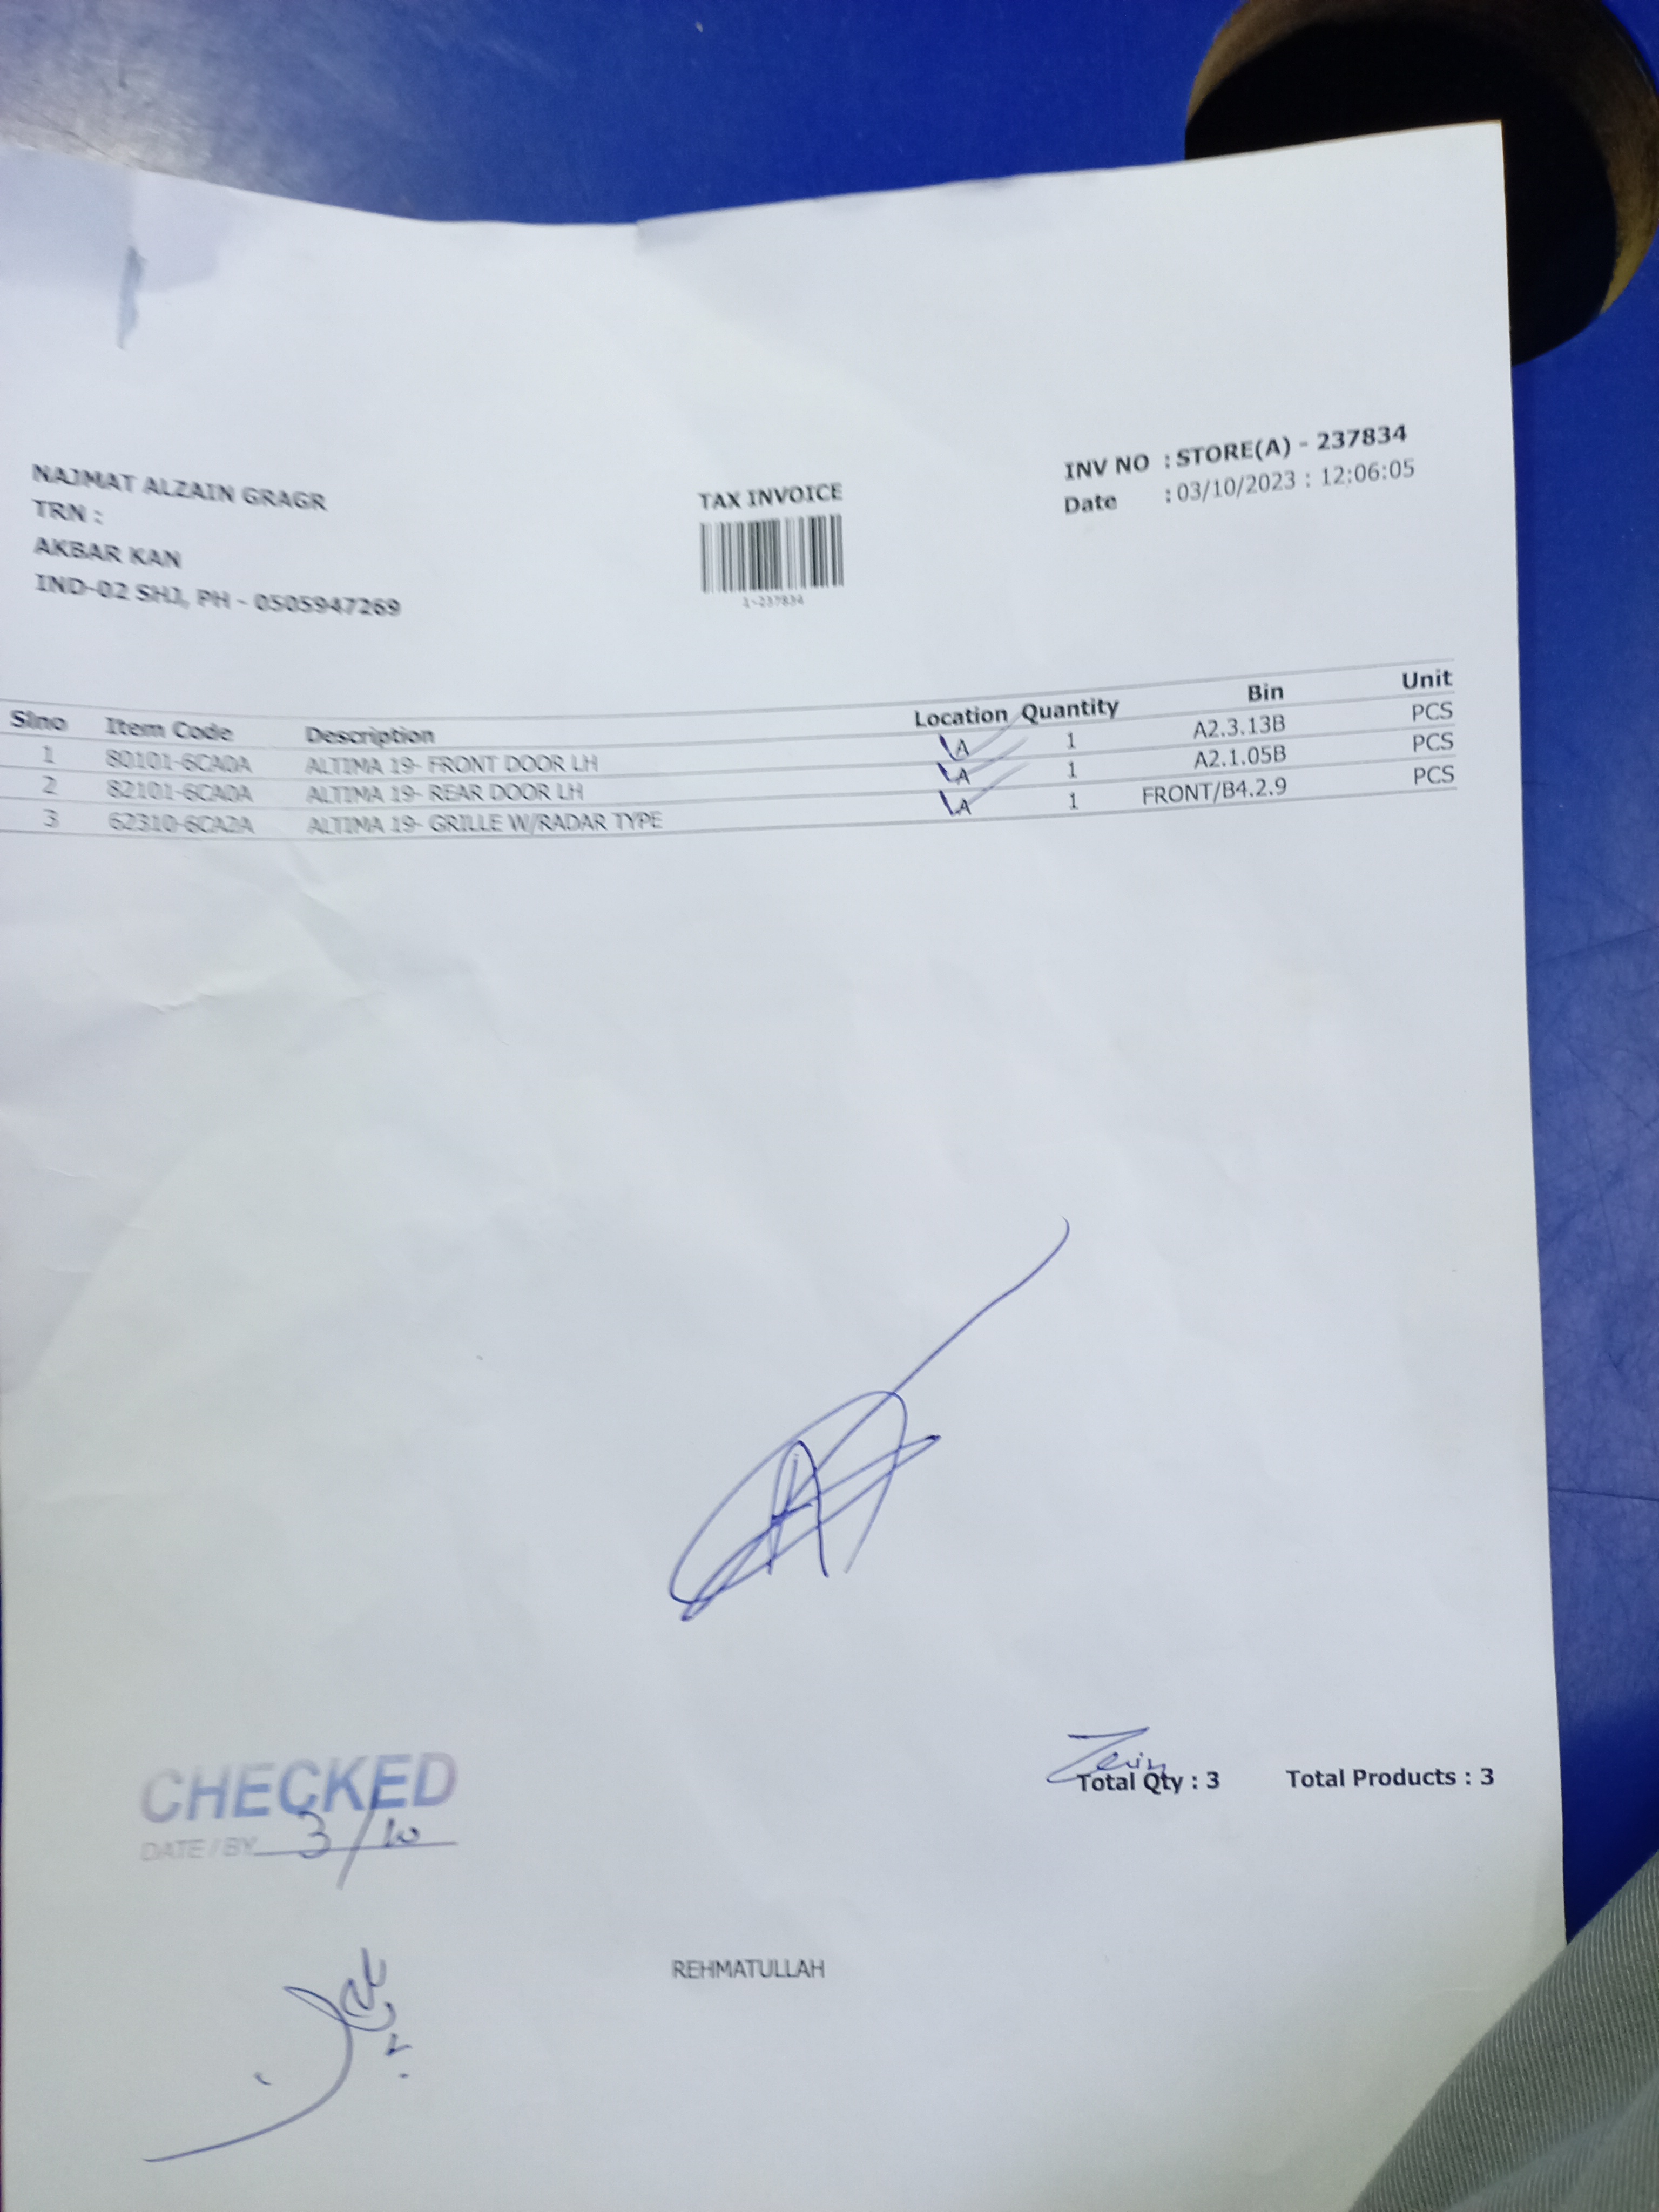 NAJMAT ALZAIN GRAGR
TRN :
AKBAR KAN
IND-02 SHJ, PH - 0505947269
TAX INVOICE
1-237834
INV NO : STORE(A) - 237834
Date : 03/10/2023 : 12:06:05
Slno Item Code Description Location Quantity Bin Unit
1 80101-6CA0A ALTIMA 19- FRONT DOOR LH A 1 A2.3.13B PCS
2 82101-6CA0A ALTIMA 19- REAR DOOR LH A 1 A2.1.05B PCS
3 62310-6CA2A ALTIMA 19- GRILLE W/RADAR TYPE A 1 FRONT/B4.2.9 PCS
Total Qty : 3 Total Products : 3
CHECKED
DATE / BY 3/10
REHMATULLAH